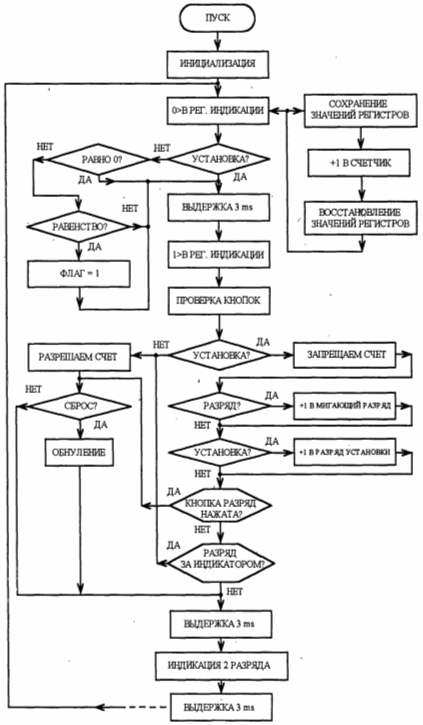 ПУСК
ИНИЦИАЛИЗАЦИЯ
0>В РЕГ. ИНДИКАЦИИ
СОХРАНЕНИЕ
ЗНАЧЕНИЙ РЕГИСТРОВ
НЕТ
РАВНО 0?
НЕТ
УСТАНОВКА?
+1 В СЧЕТЧИК
ДА
ДА
НЕТ
ВЫДЕРЖКА 3 ms
ВОССТАНОВЛЕНИЕ
ЗНАЧЕНИЙ РЕГИСТРОВ
РАВЕНСТВО?
ДА
1>В РЕГ. ИНДИКАЦИИ
ФЛАГ = 1
ПРОВЕРКА КНОПОК
НЕТ
ДА
РАЗРЕШАЕМ СЧЕТ
УСТАНОВКА?
ЗАПРЕЩАЕМ СЧЕТ
НЕТ
ДА
СБРОС?
РАЗРЯД?
+1 В МИГАЮЩИЙ РАЗРЯД
ДА
НЕТ
ДА
ОБНУЛЕНИЕ
УСТАНОВКА?
+1 В РАЗРЯД УСТАНОВКИ
НЕТ
ДА
КНОПКА РАЗРЯД
НАЖАТА?
НЕТ
ДА
РАЗРЯД
ЗА ИНДИКАТОРОМ?
НЕТ
ВЫДЕРЖКА 3 ms
ИНДИКАЦИЯ 2 РАЗРЯДА
ВЫДЕРЖКА 3 ms